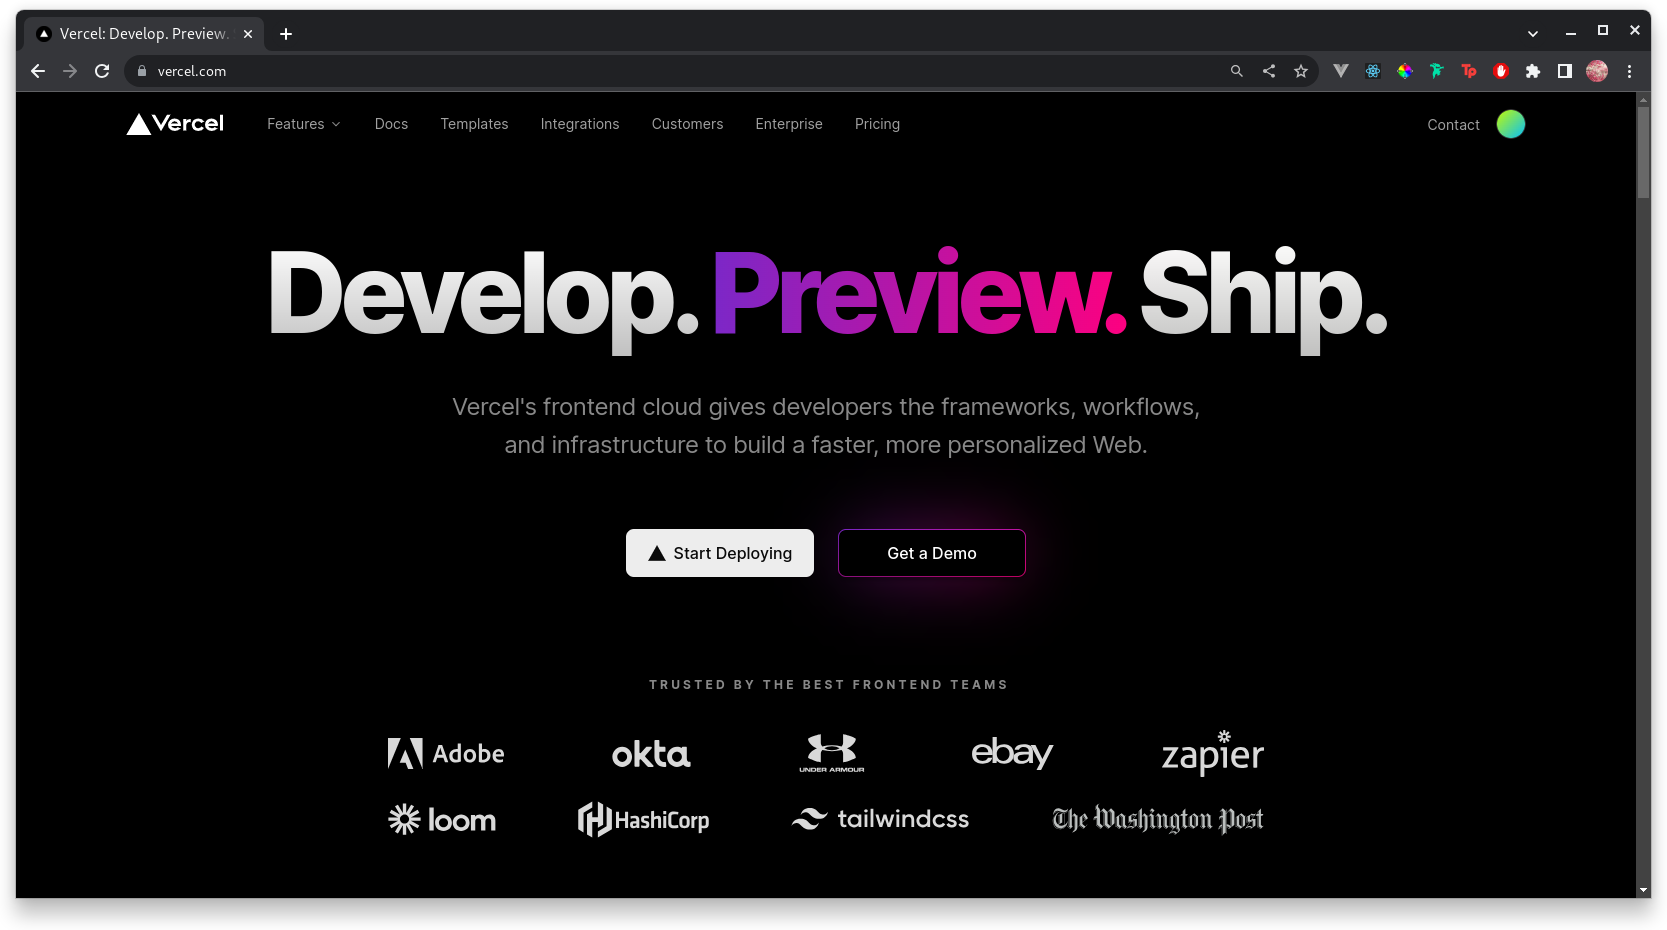 Vercel: Develop. Preview.
vercel.com
Vercel
Features
Docs
Templates
Integrations
Customers
Enterprise
Pricing
Contact
Develop. Preview. Ship.
Vercel's frontend cloud gives developers the frameworks, workflows,
and infrastructure to build a faster, more personalized Web.
Start Deploying
Get a Demo
TRUSTED BY THE BEST FRONTEND TEAMS
Adobe
okta
UNDER ARMOUR
ebay
zapier
loom
HashiCorp
tailwindcss
The Washington Post